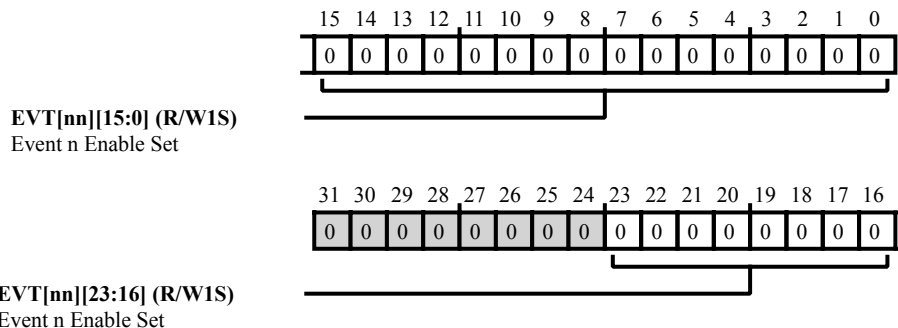 15 14 13 12 11 10 9 8 7 6 5 4 3 2 1 0
0 0 0 0 0 0 0 0 0 0 0 0 0 0 0 0
EVT[nn][15:0] (R/W1S)
Event n Enable Set
31 30 29 28 27 26 25 24 23 22 21 20 19 18 17 16
0 0 0 0 0 0 0 0 0 0 0 0 0 0 0 0
EVT[nn][23:16] (R/W1S)
Event n Enable Set